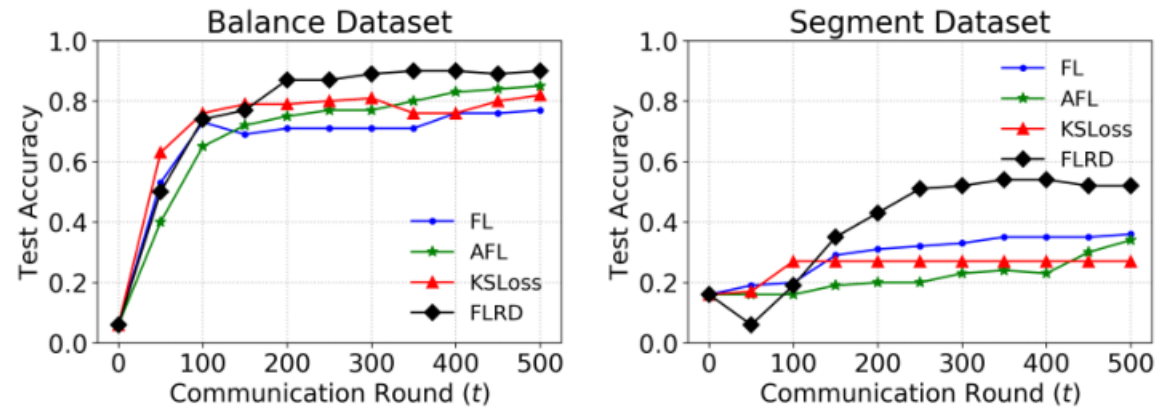 Balance Dataset
1.0
0.8
0.6
0.4
0.2
0.0
Test Accuracy
FL
AFL
KSLoss
FLRD
0 100 200 300 400 500
Communication Round (t)
Segment Dataset
1.0
0.8
0.6
0.4
0.2
0.0
Test Accuracy
FL
AFL
KSLoss
FLRD
0 100 200 300 400 500
Communication Round (t)